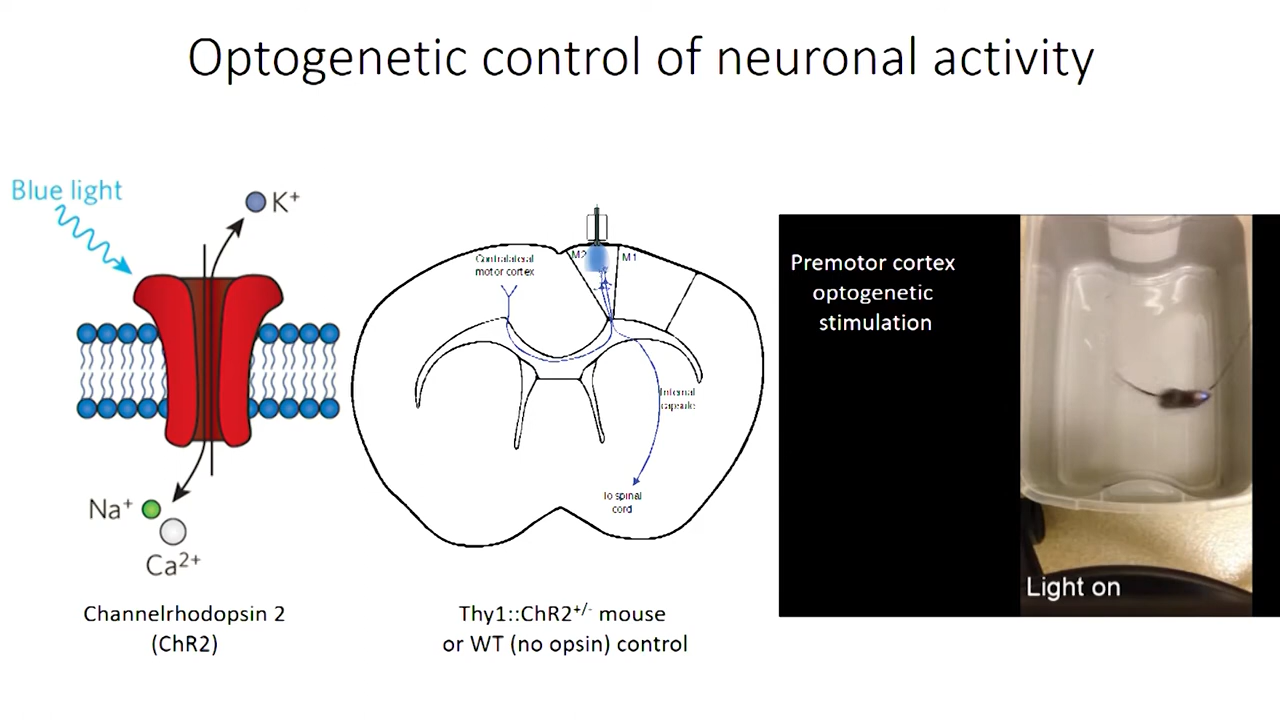 Optogenetic control of neuronal activity
Blue light
K⁺
Na⁺
Ca²⁺
Channelrhodopsin 2
(ChR2)
Contralateral
motor cortex
M2
M1
Internal
capsule
To spinal
cord
Thy1::ChR2⁺/⁻ mouse
or WT (no opsin) control
Premotor cortex
optogenetic
stimulation
Light on